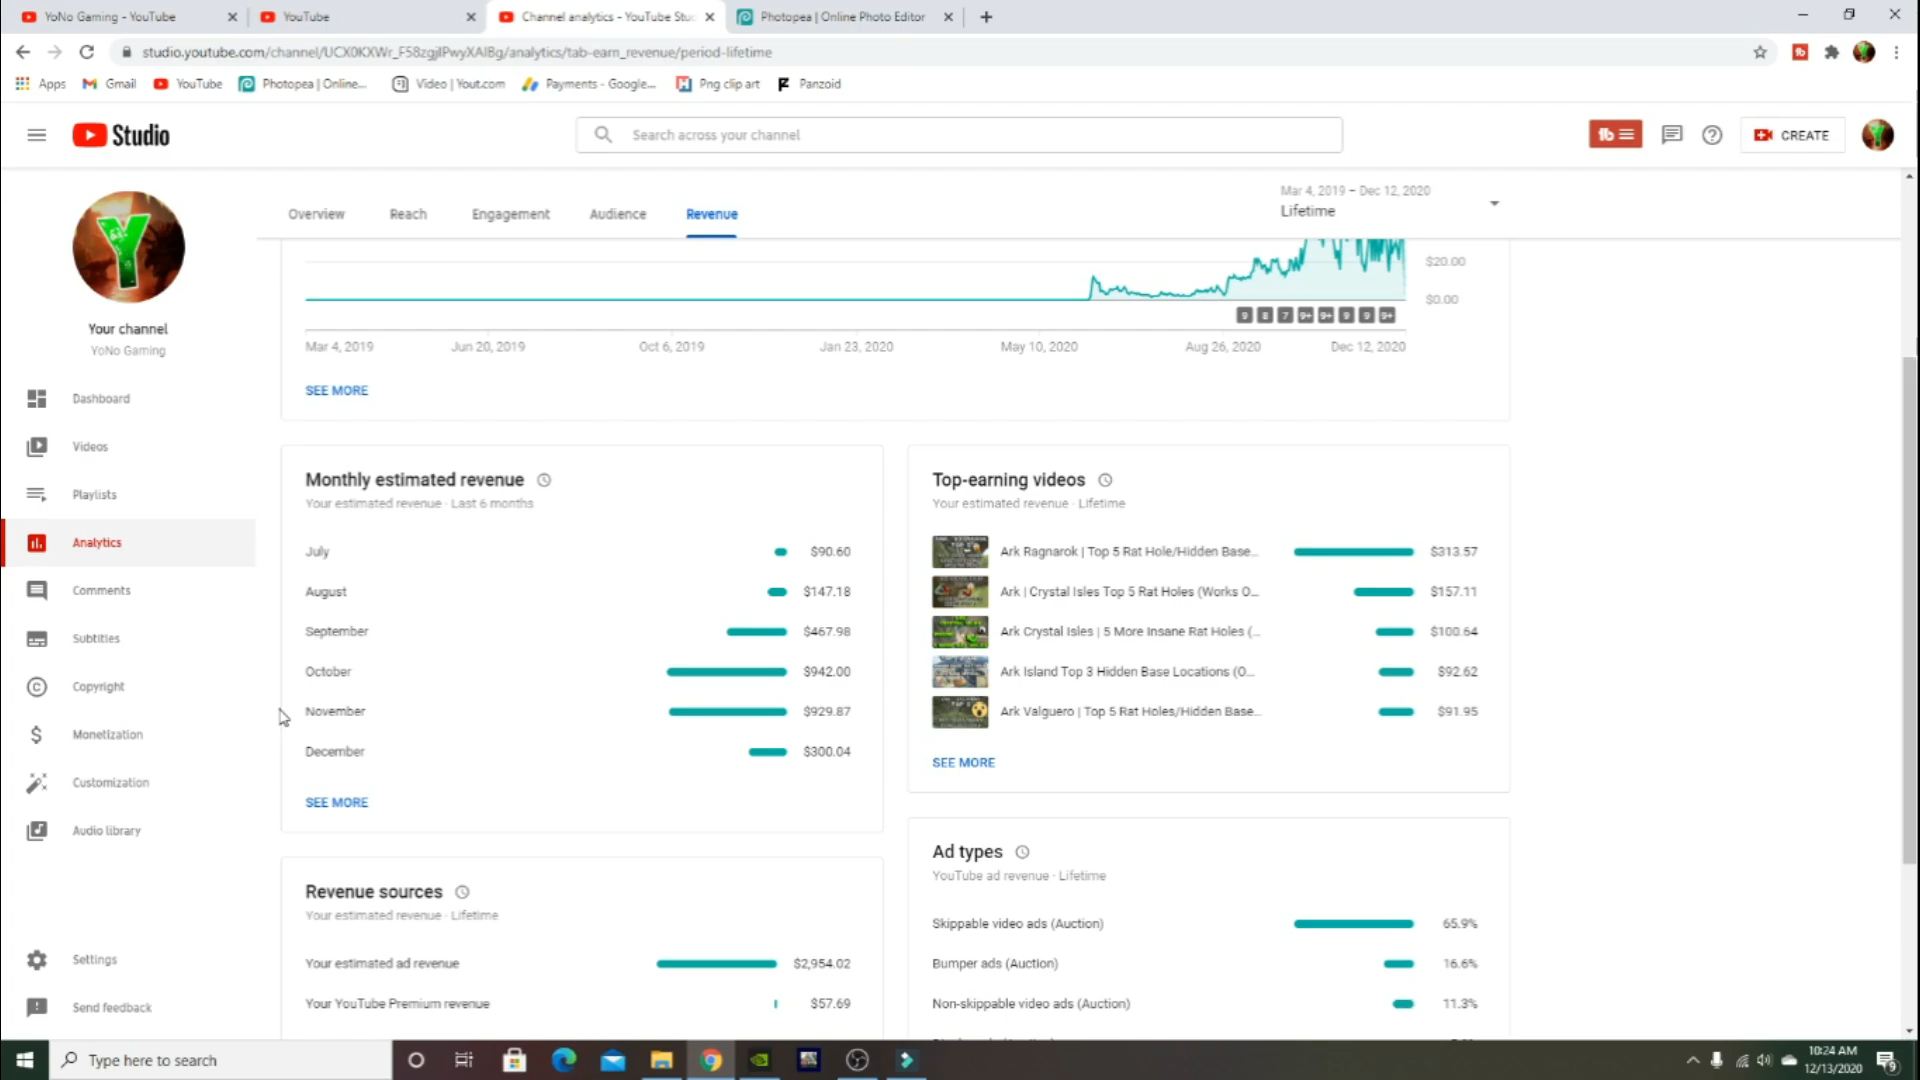 YoNo Gaming - YouTube
YouTube
Channel analytics - YouTube Stu
Photopea | Online Photo Editor
studio.youtube.com/channel/UCX0KXWr_F58zgjlPwyXAlBg/analytics/tab-earn_revenue/period-lifetime
Apps
Gmail
YouTube
Photopea | Online...
Video | Yout.com
Payments - Google...
Png clip art
Panzoid
Studio
Search across your channel
CREATE
Your channel
YoNo Gaming
Dashboard
Videos
Playlists
Analytics
Comments
Subtitles
Copyright
Monetization
Customization
Audio library
Settings
Send feedback
Overview
Reach
Engagement
Audience
Revenue
Mar 4, 2019 – Dec 12, 2020
Lifetime
$20.00
$0.00
9 8 7 9+ 9+ 9 9 9+
Mar 4, 2019
Jun 20, 2019
Oct 6, 2019
Jan 23, 2020
May 10, 2020
Aug 26, 2020
Dec 12, 2020
SEE MORE
Monthly estimated revenue
Your estimated revenue · Last 6 months
July $90.60
August $147.18
September $467.98
October $942.00
November $929.87
December $300.04
SEE MORE
Top-earning videos
Your estimated revenue · Lifetime
Ark Ragnarok | Top 5 Rat Hole/Hidden Base... $313.57
Ark | Crystal Isles Top 5 Rat Holes (Works O... $157.11
Ark Crystal Isles | 5 More Insane Rat Holes (... $100.64
Ark Island Top 3 Hidden Base Locations (O... $92.62
Ark Valguero | Top 5 Rat Holes/Hidden Base... $91.95
SEE MORE
Revenue sources
Your estimated revenue · Lifetime
Your estimated ad revenue $2,954.02
Your YouTube Premium revenue $57.69
Ad types
YouTube ad revenue · Lifetime
Skippable video ads (Auction) 65.9%
Bumper ads (Auction) 16.6%
Non-skippable video ads (Auction) 11.3%
Type here to search
10:24 AM
12/13/2020